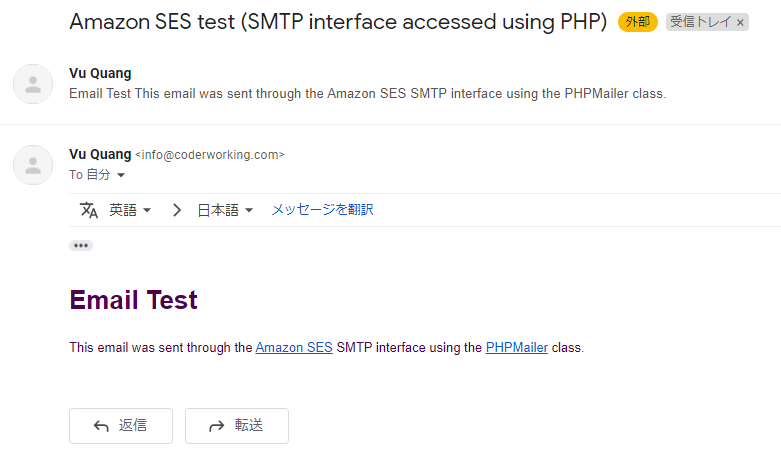 Amazon SES test (SMTP interface accessed using PHP) 外部 受信トレイ ×
Vu Quang
Email Test This email was sent through the Amazon SES SMTP interface using the PHPMailer class.
Vu Quang <info@coderworking.com>
To 自分
英語 日本語 メッセージを翻訳
Email Test
This email was sent through the Amazon SES SMTP interface using the PHPMailer class.
返信 転送